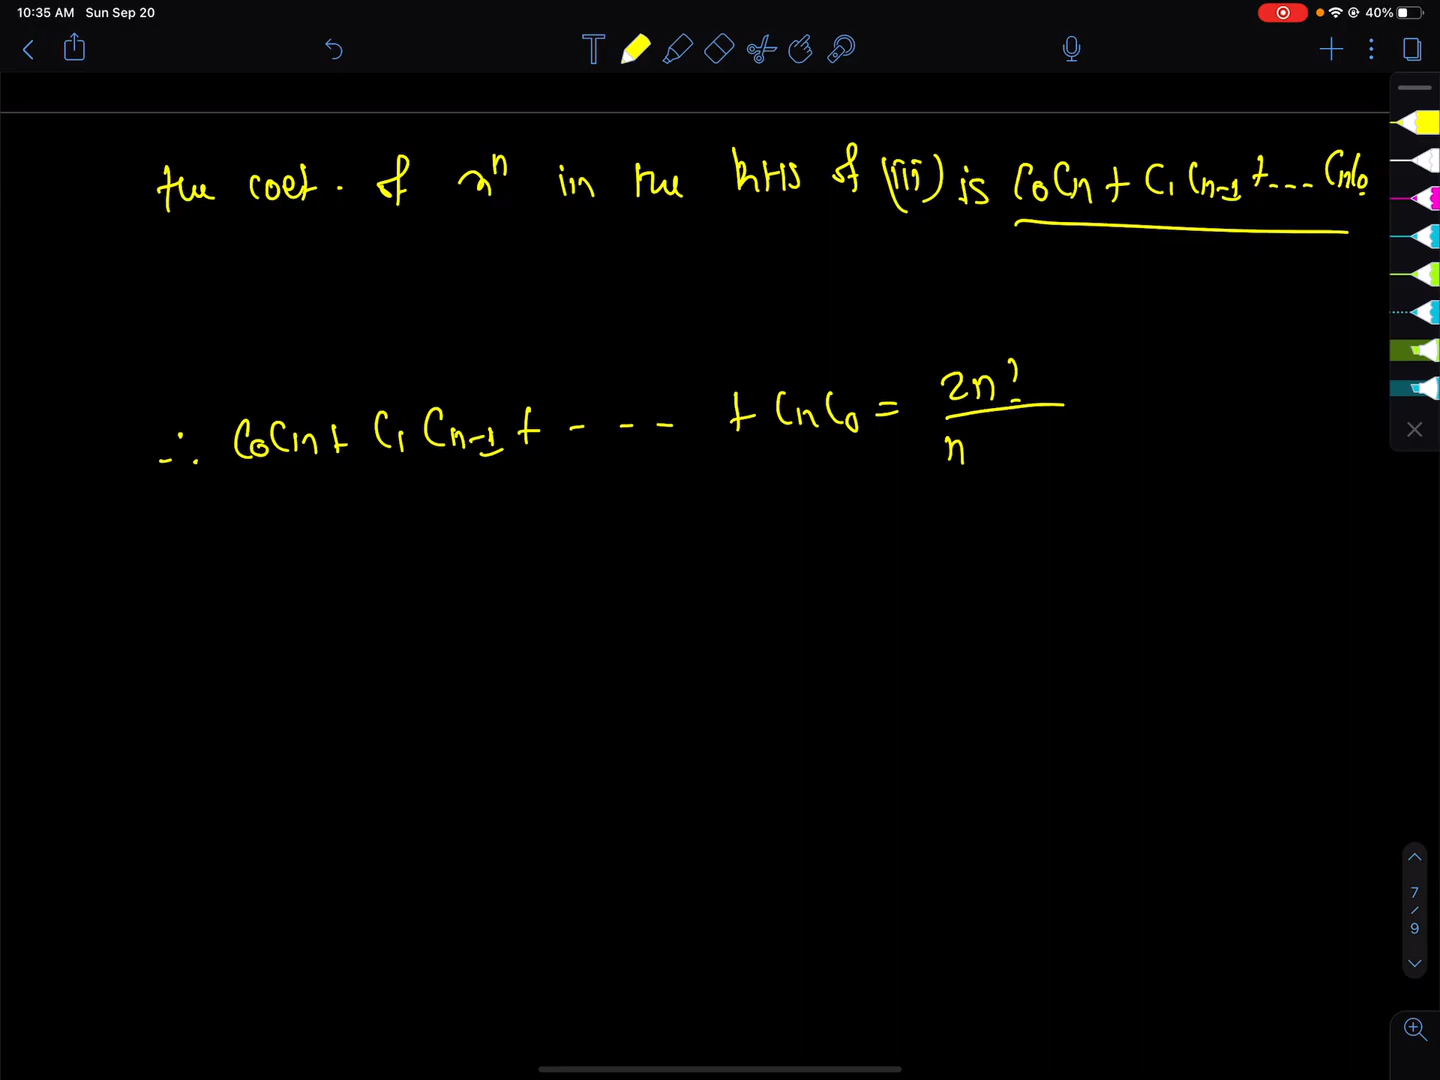 10:35 AM Sun Sep 20
40%
the coef. of xⁿ in the RHS of (iii) is C₀Cₙ + C₁Cₙ₋₁ + ... CₙC₀
∴ C₀Cₙ + C₁Cₙ₋₁ + - - - + CₙC₀ = 2n! / n
7 / 9